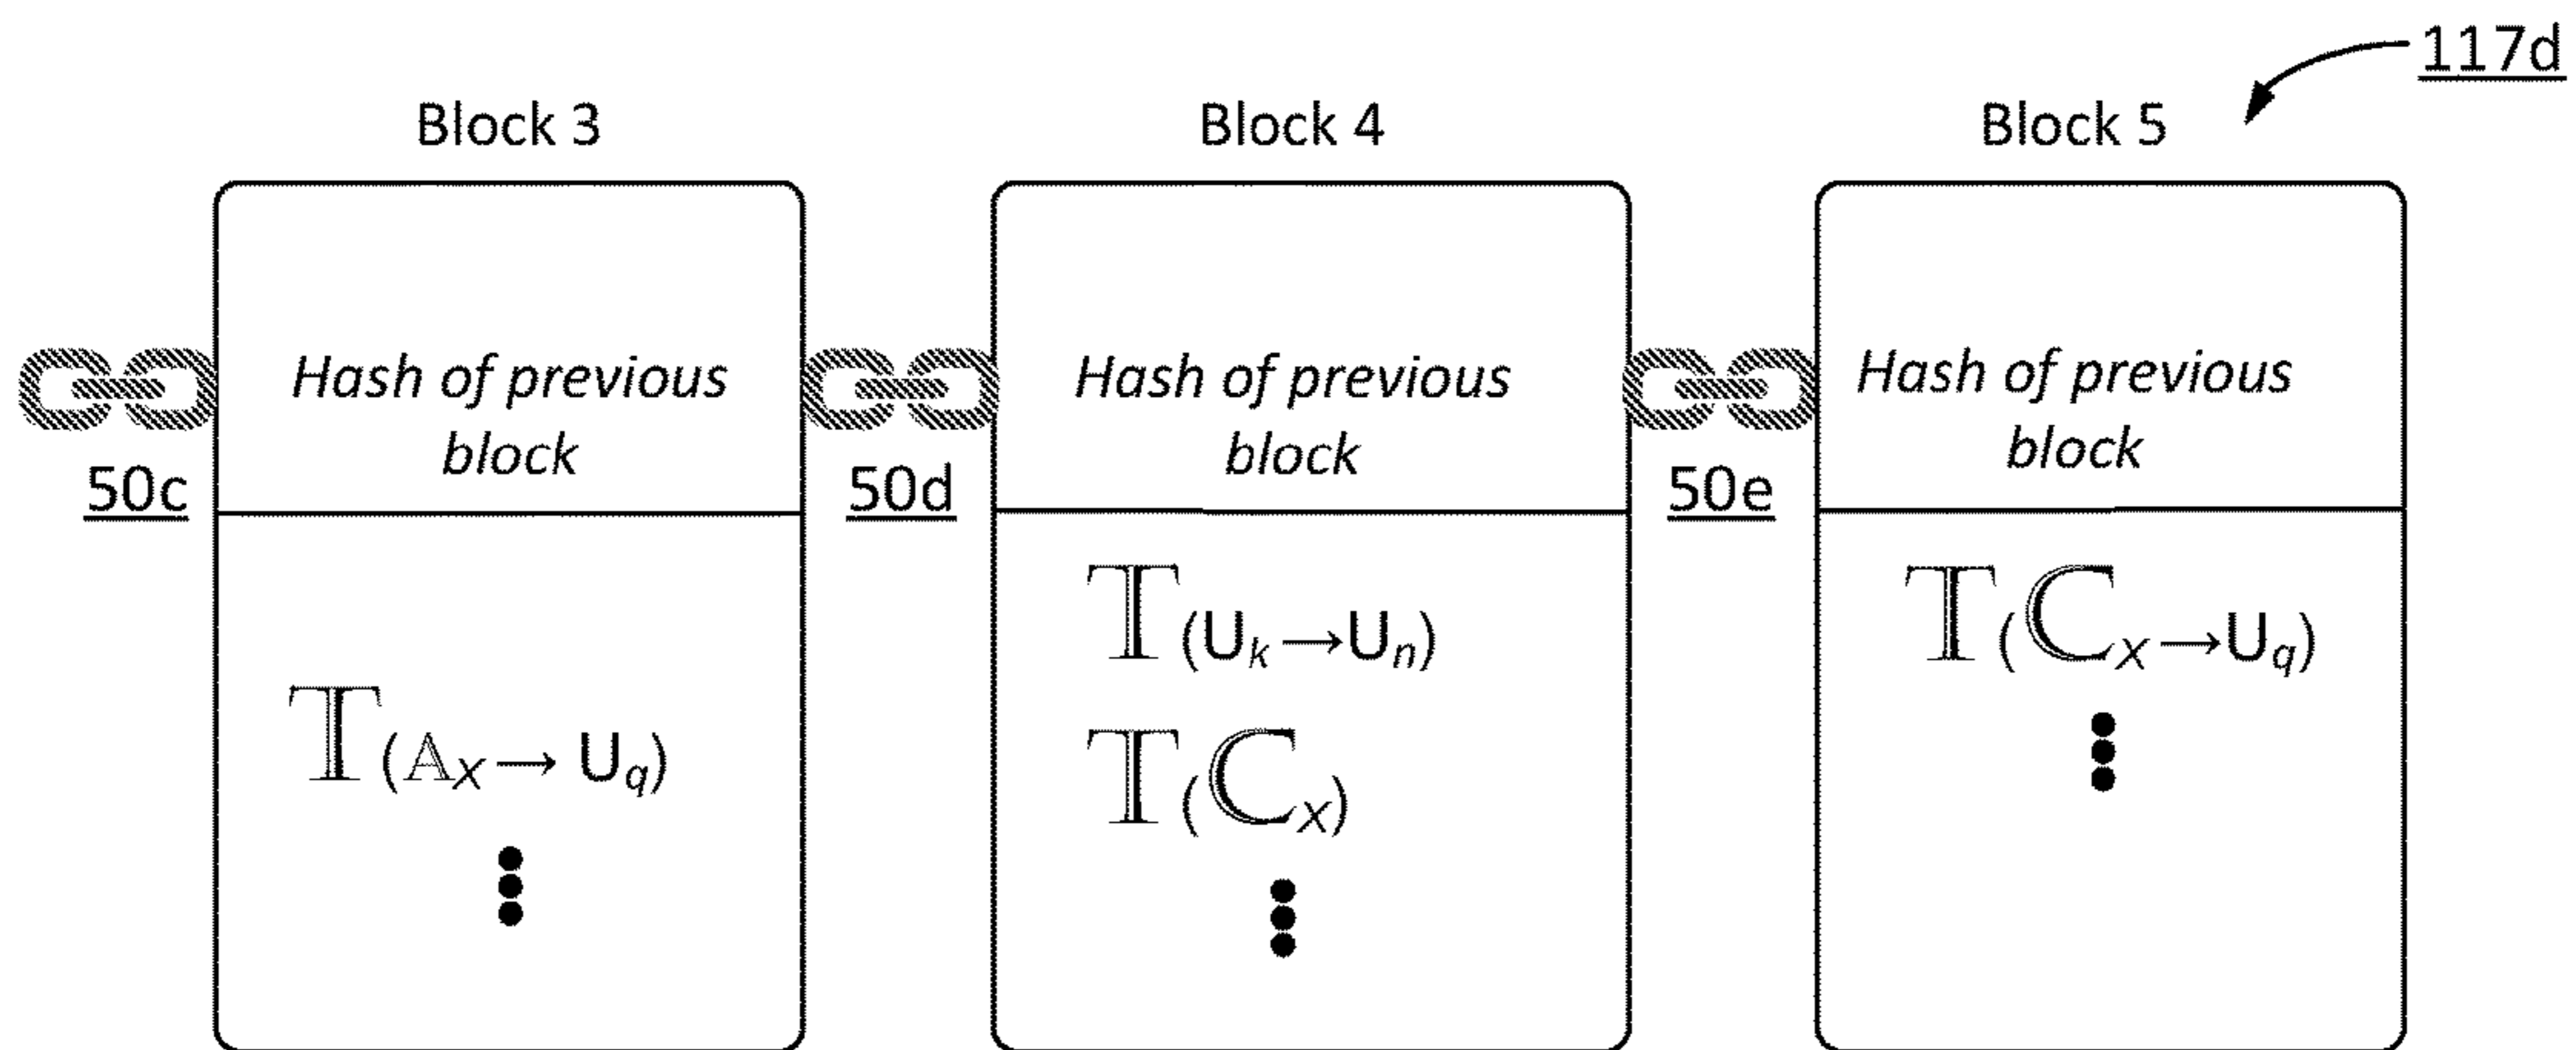 117d
Block 3
Block 4
Block 5
Hash of previous
block
Hash of previous
block
Hash of previous
block
50c
50d
50e
𝕋(𝔸X→ Uq)
𝕋(Uk→Un)
𝕋(ℂX)
𝕋(ℂX→Uq)